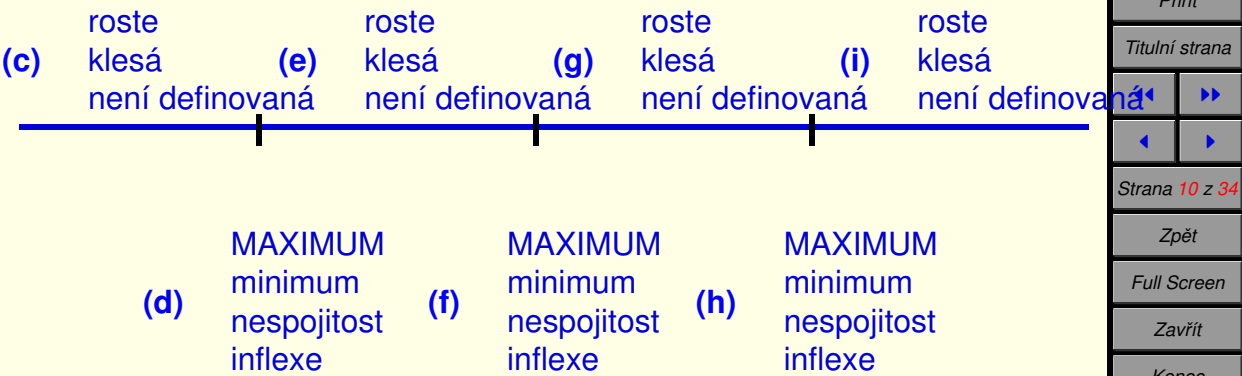 roste roste roste roste
(c) klesá (e) klesá (g) klesá (i) klesá
není definovaná není definovaná není definovaná není definovaná
MAXIMUM MAXIMUM MAXIMUM
minimum minimum minimum
(d) (f) (h)
nespojitost nespojitost nespojitost
inflexe inflexe inflexe
Print
Titulní strana
Strana 10 z 34
Zpět
Full Screen
Zavřít
Konec